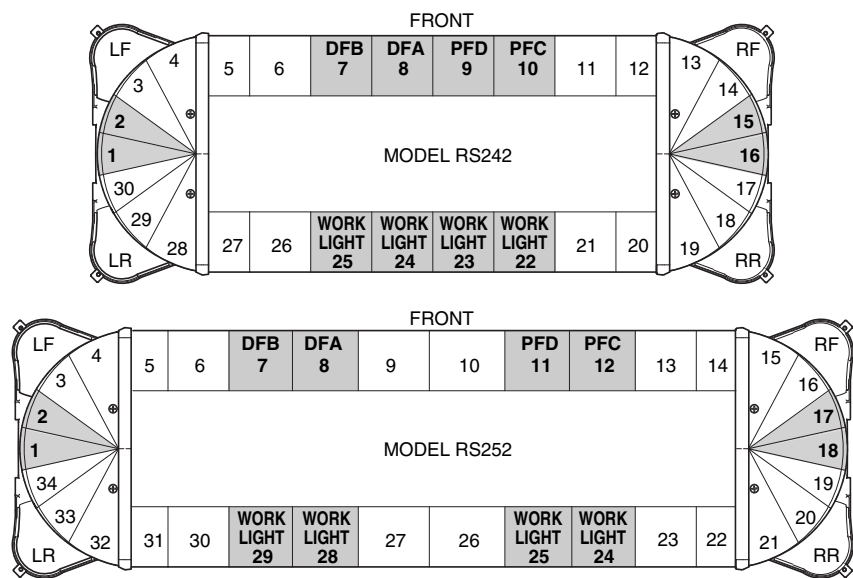 FRONT
LF
4
3
2
1
30
29
28
LR
5
6
DFB
7
DFA
8
PFD
9
PFC
10
11
12
MODEL RS242
27
26
WORK
LIGHT
25
WORK
LIGHT
24
WORK
LIGHT
23
WORK
LIGHT
22
21
20
RF
13
14
15
16
17
18
19
RR
FRONT
LF
4
3
2
1
34
33
32
LR
5
6
DFB
7
DFA
8
9
10
PFD
11
PFC
12
13
14
MODEL RS252
31
30
WORK
LIGHT
29
WORK
LIGHT
28
27
26
WORK
LIGHT
25
WORK
LIGHT
24
23
22
RF
15
16
17
18
19
20
21
RR